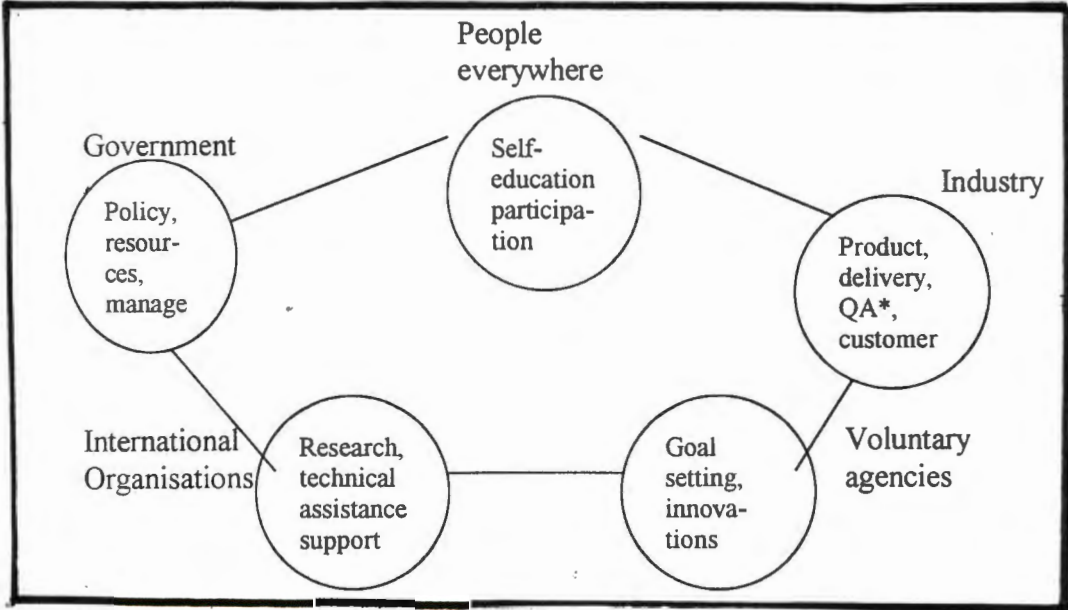 People
everywhere
Self-
education
participa-
tion
Government
Policy,
resour-
ces,
manage
Industry
Product,
delivery,
QA*,
customer
International
Organisations
Research,
technical
assistance
support
Goal
setting,
innova-
tions
Voluntary
agencies